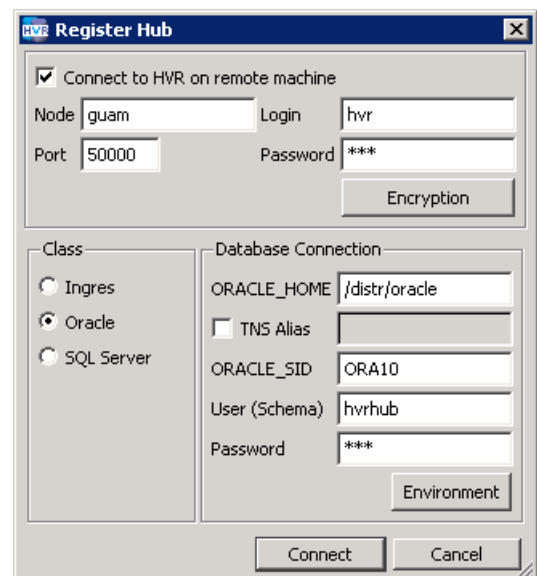 HVR Register Hub
Connect to HVR on remote machine
Node guam Login hvr
Port 50000 Password ***
Encryption
Class
Ingres
Oracle
SQL Server
Database Connection
ORACLE_HOME /distr/oracle
TNS Alias
ORACLE_SID ORA10
User (Schema) hvrhub
Password ***
Environment
Connect Cancel